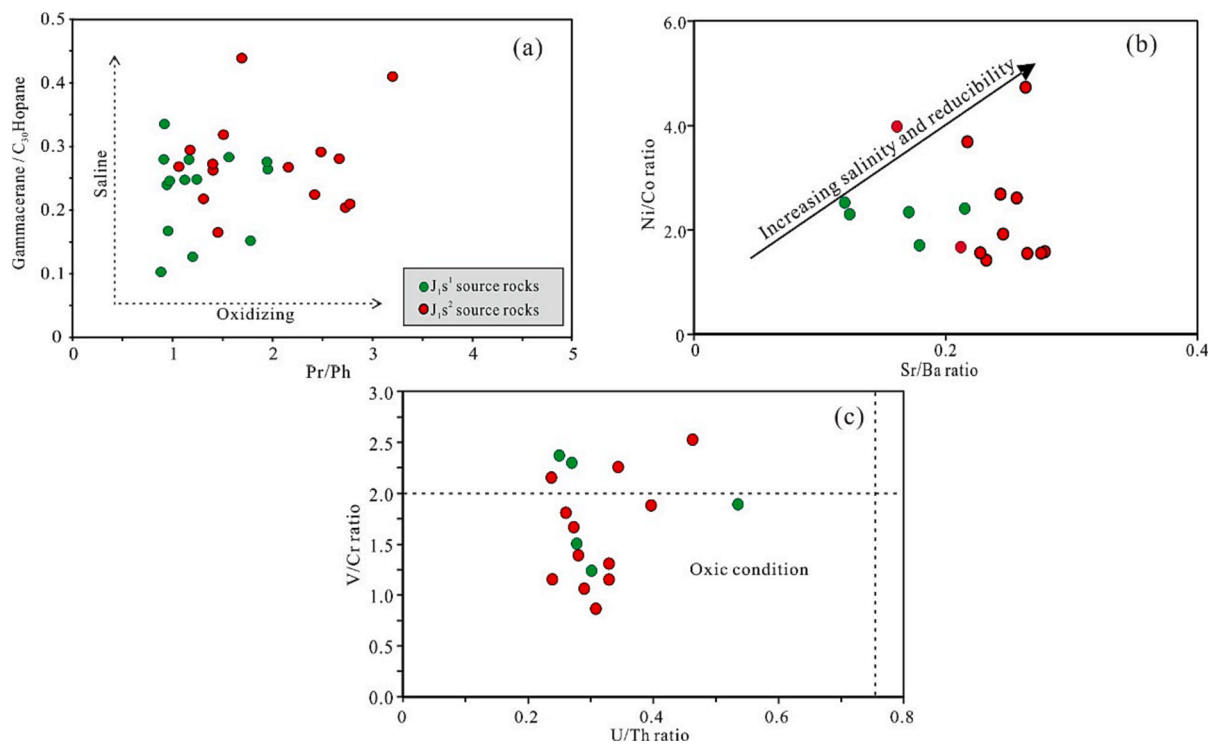 (a)
0.5
0.4
0.3
0.2
0.1
0
Gammacerane / C₃₀Hopane
Saline
Oxidizing
J₁s¹ source rocks
J₁s² source rocks
0 1 2 3 4 5
Pr/Ph
(b)
6.0
4.0
2.0
0
Ni/Co ratio
Increasing salinity and reducibility
0 0.2 0.4
Sr/Ba ratio
(c)
3.0
2.5
2.0
1.5
1.0
0.5
0.0
V/Cr ratio
Oxic condition
0 0.2 0.4 0.6 0.8
U/Th ratio